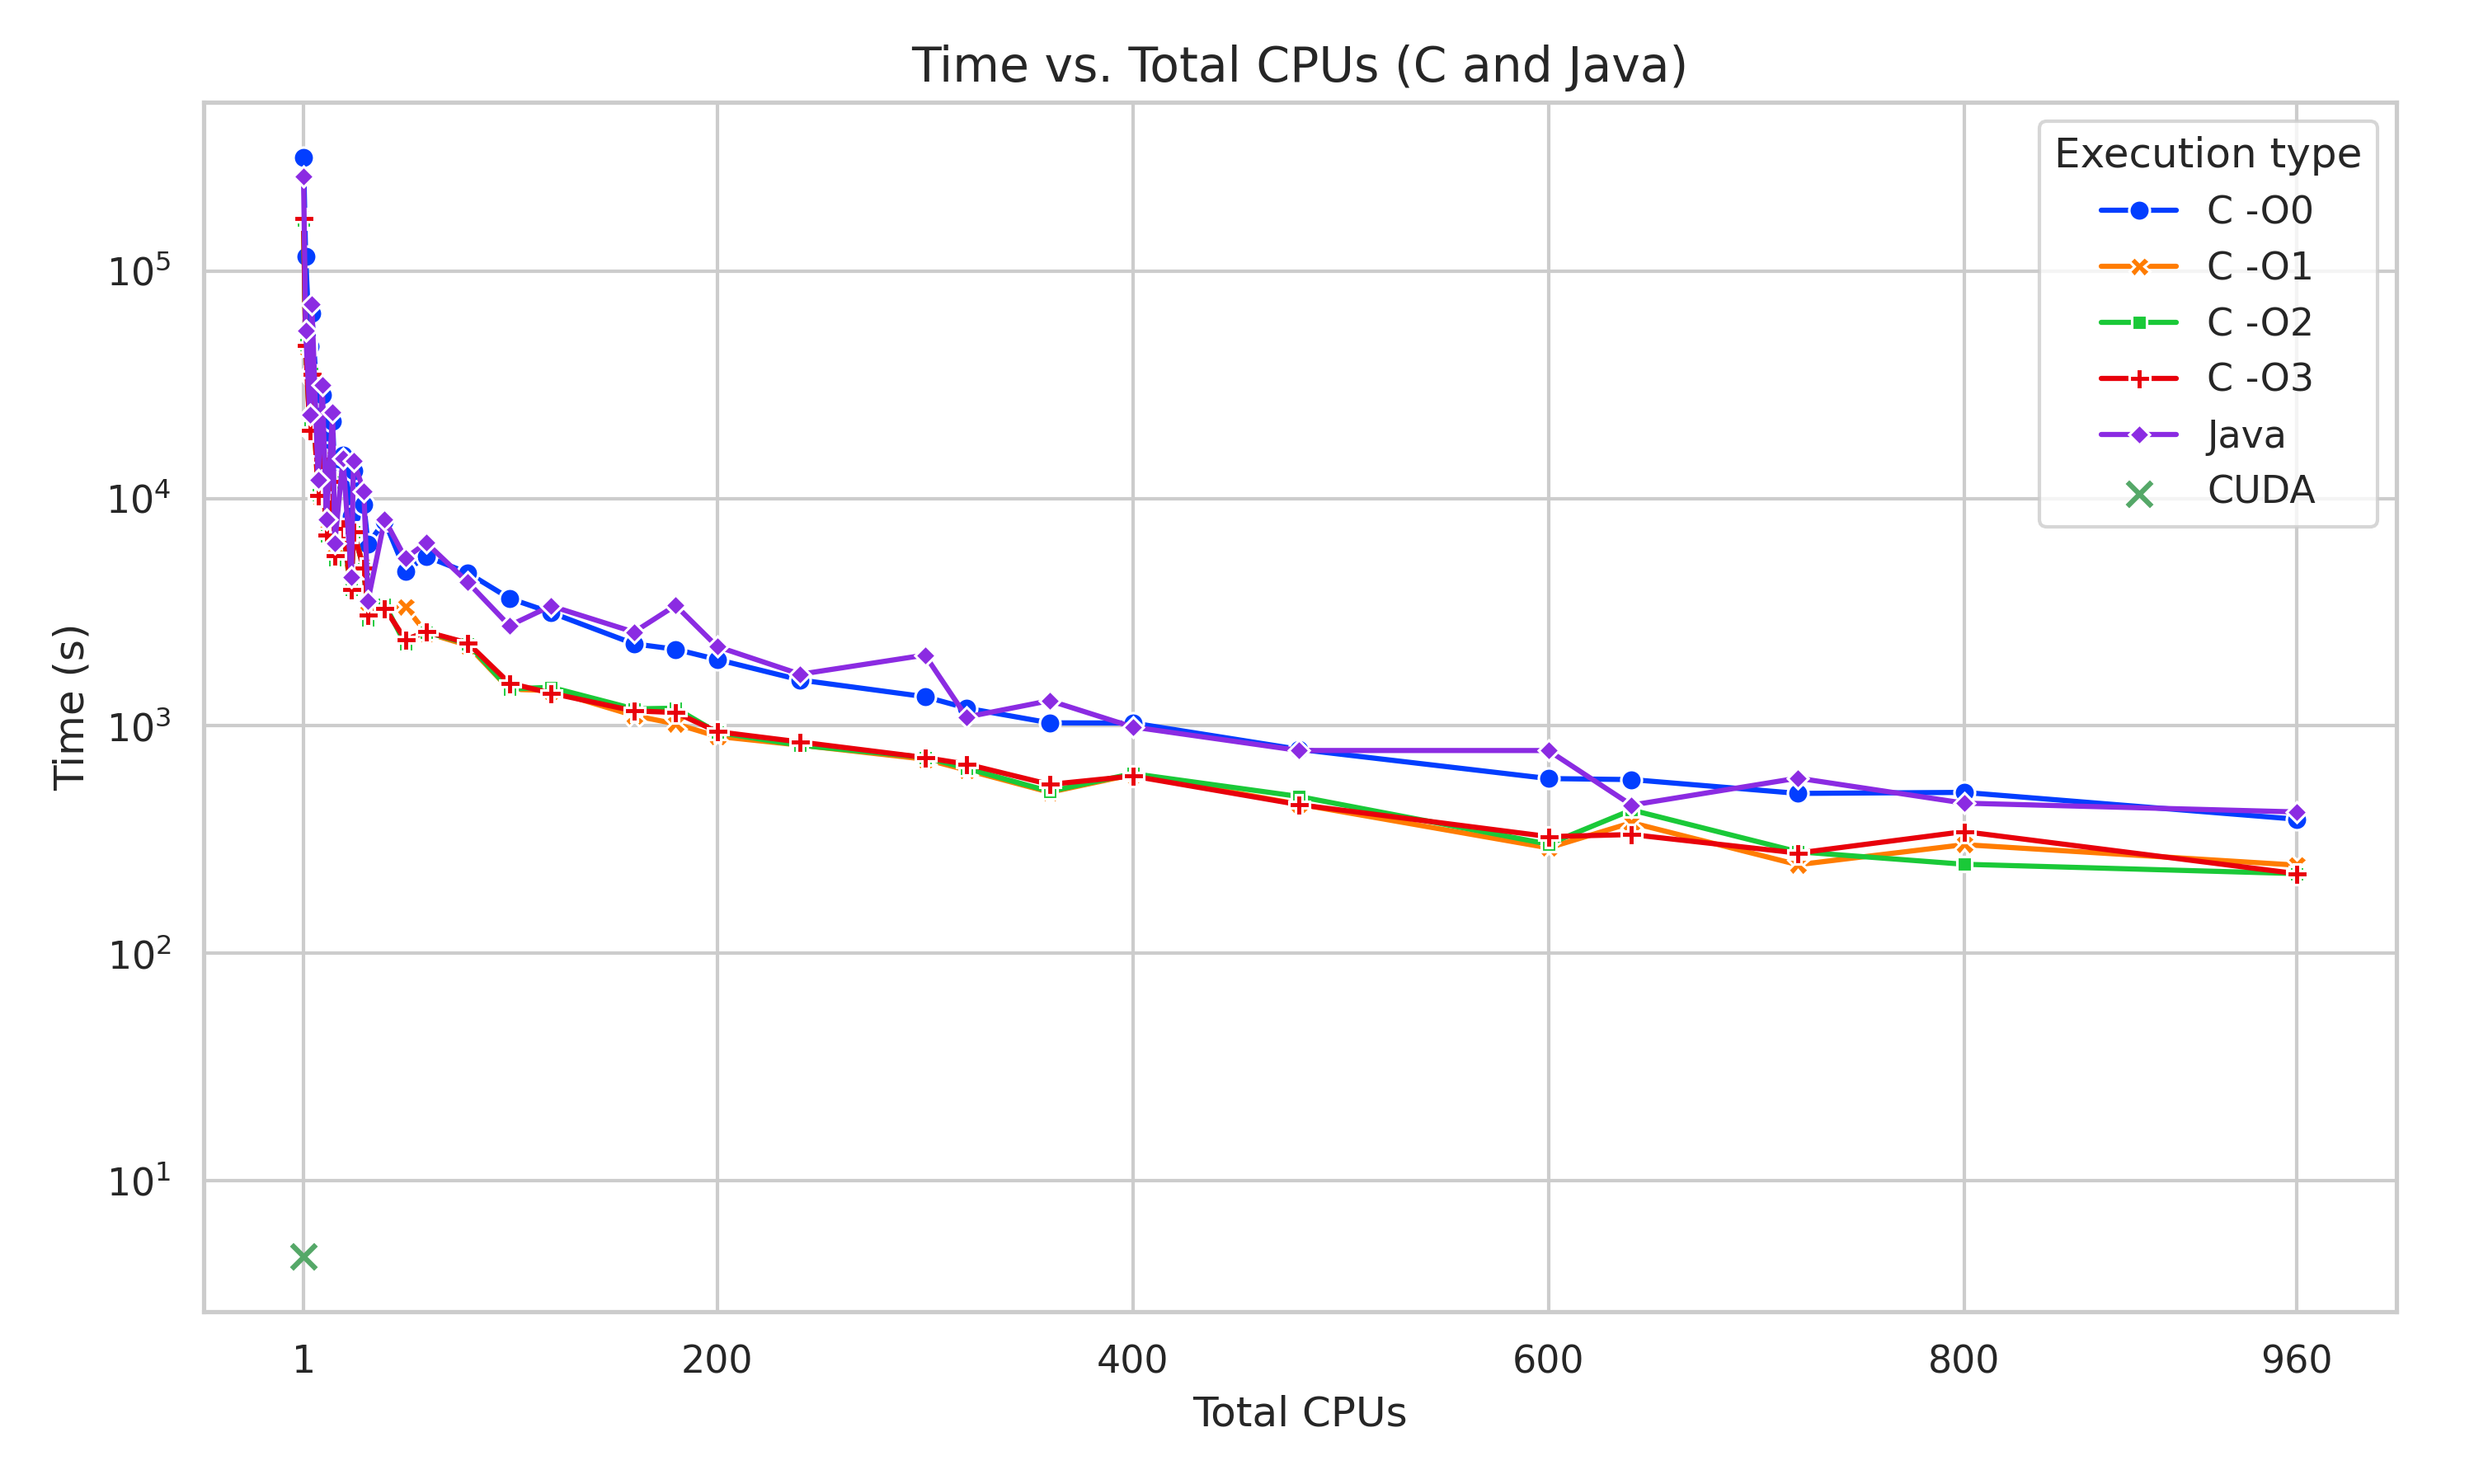 Time vs. Total CPUs (C and Java)
Execution type
C -O0
C -O1
C -O2
C -O3
Java
CUDA
Time (s)
10⁵
10⁴
10³
10²
10¹
1 200 400 600 800 960
Total CPUs